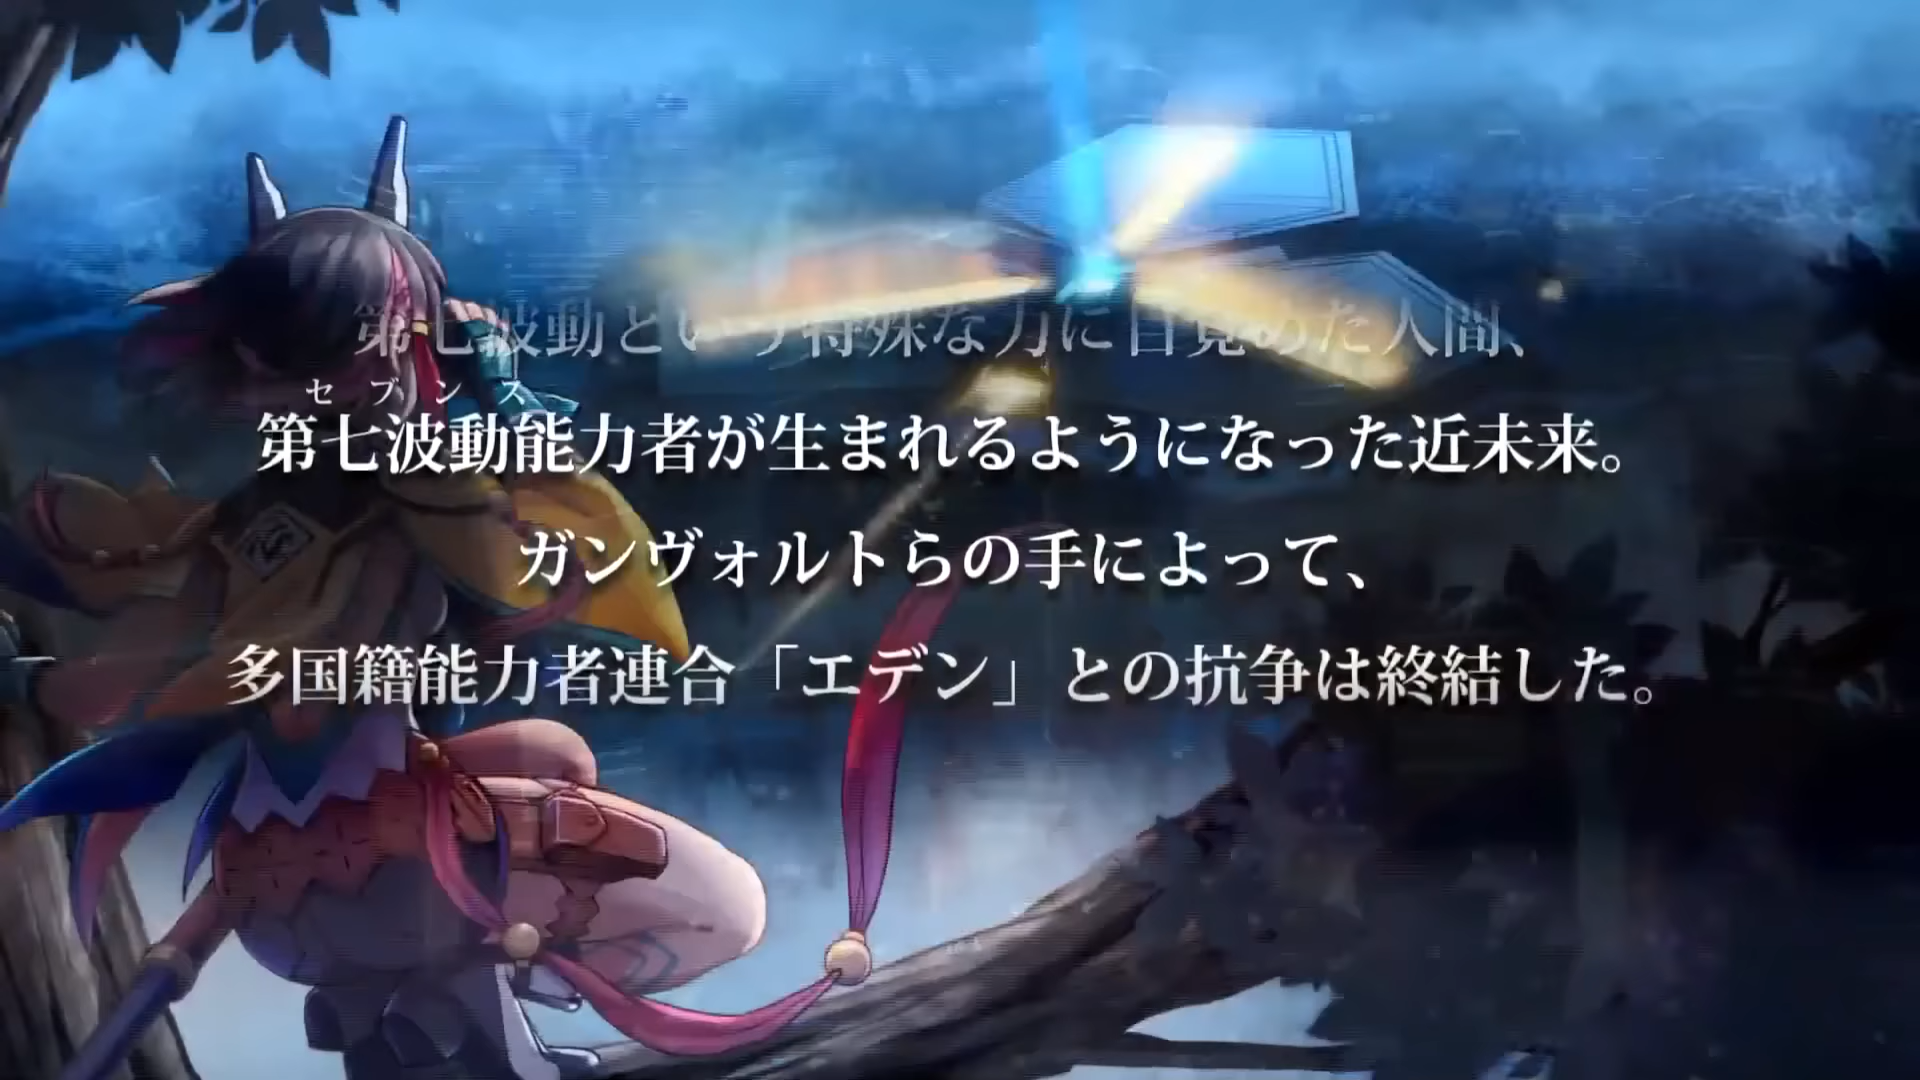 第七波動という特殊な力に目覚めた人間、
セブンス
第七波動能力者が生まれるようになった近未来。
ガンヴォルトらの手によって、
多国籍能力者連合「エデン」との抗争は終結した。